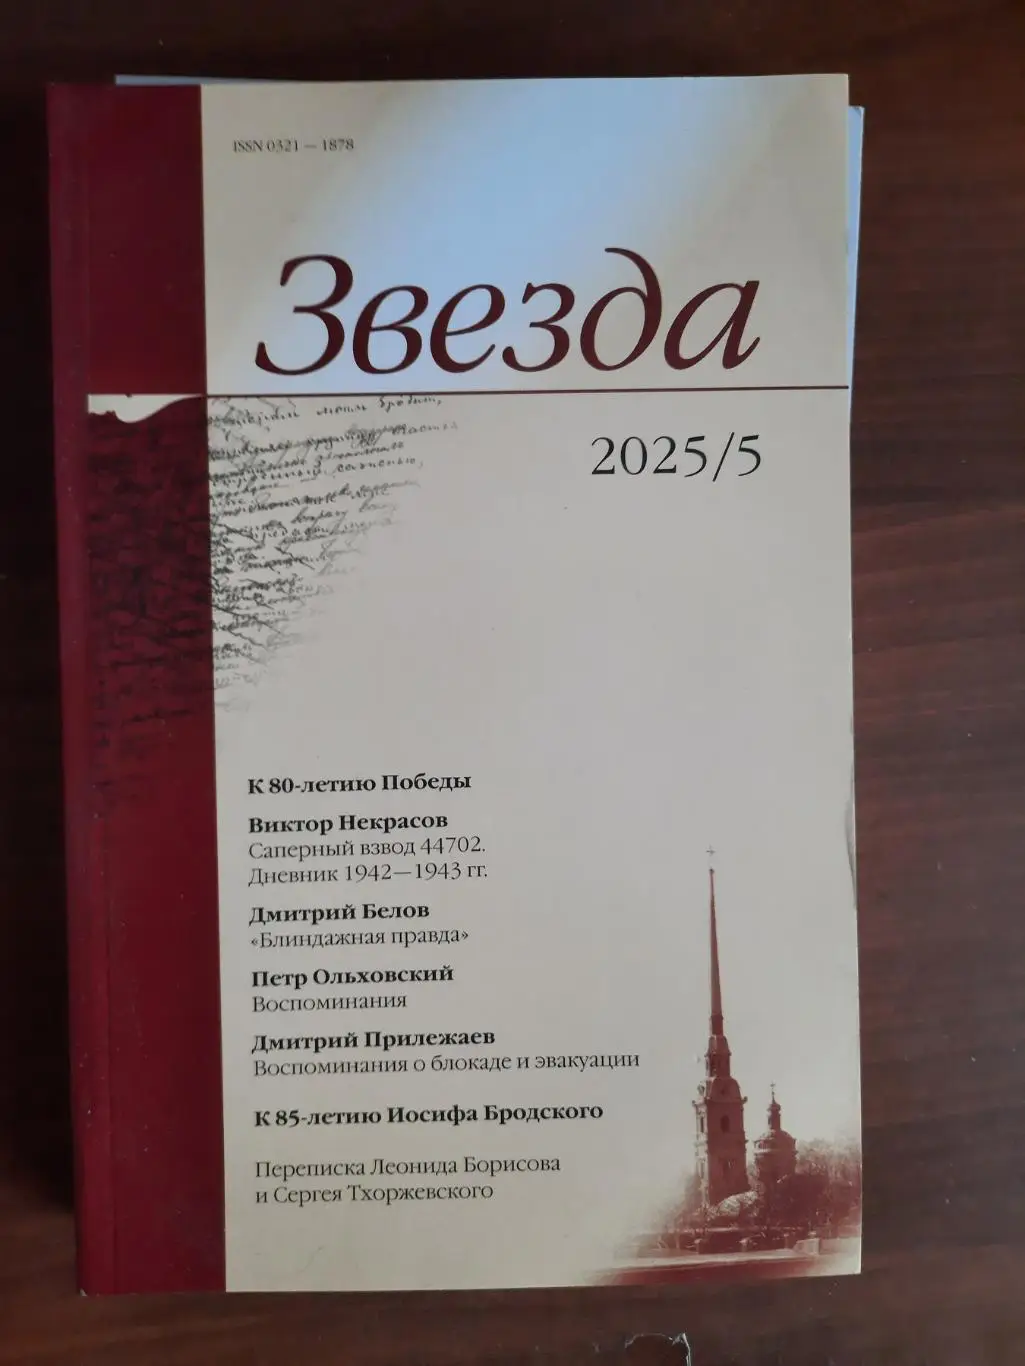 ISSN 0321 — 1878
Звезда
2025/5
К 80-летию Победы
Виктор Некрасов
Саперный взвод 44702.
Дневник 1942—1943 гг.
Дмитрий Белов
«Блиндажная правда»
Петр Ольховский
Воспоминания
Дмитрий Прилежаев
Воспоминания о блокаде и эвакуации
К 85-летию Иосифа Бродского
Переписка Леонида Борисова
и Сергея Тхоржевского